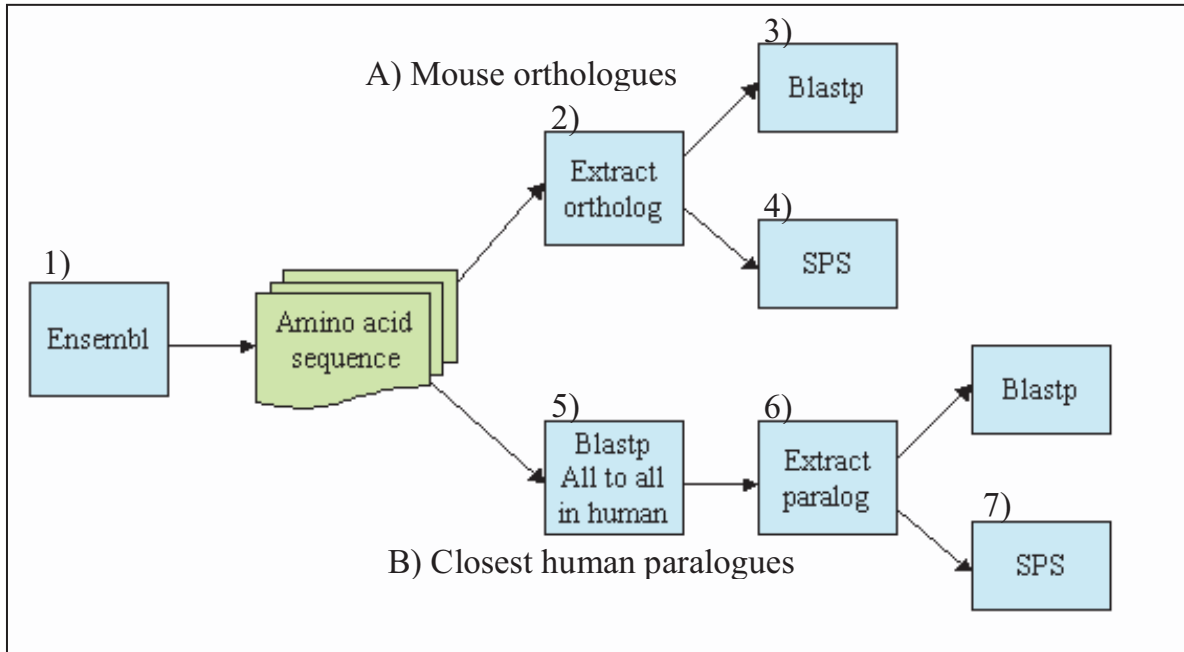 3)
A) Mouse orthologues
Blastp
2)
Extract
ortholog
4)
SPS
1)
Ensembl
Amino acid
sequence
5)
Blastp
All to all
in human
6)
Extract
paralog
Blastp
7)
SPS
B) Closest human paralogues